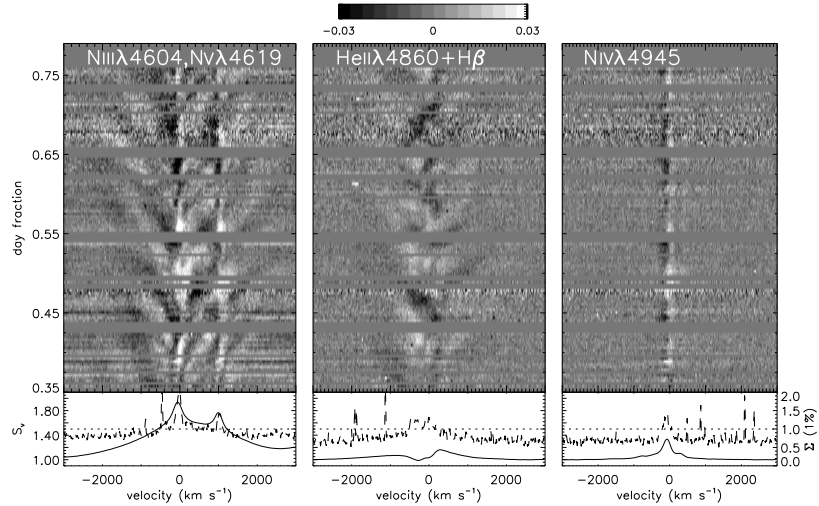 −0.03 0 0.03
NIIIλ4604,NVλ4619 HeIIλ4860+Hβ NIVλ4945
0.75
0.65
day fraction
0.55
0.45
0.35
1.80 2.0
1.5
S_ν 1.40 1.0 Σ (1%)
0.5
1.00 0.0
−2000 0 2000 −2000 0 2000 −2000 0 2000
velocity (km s⁻¹) velocity (km s⁻¹) velocity (km s⁻¹)